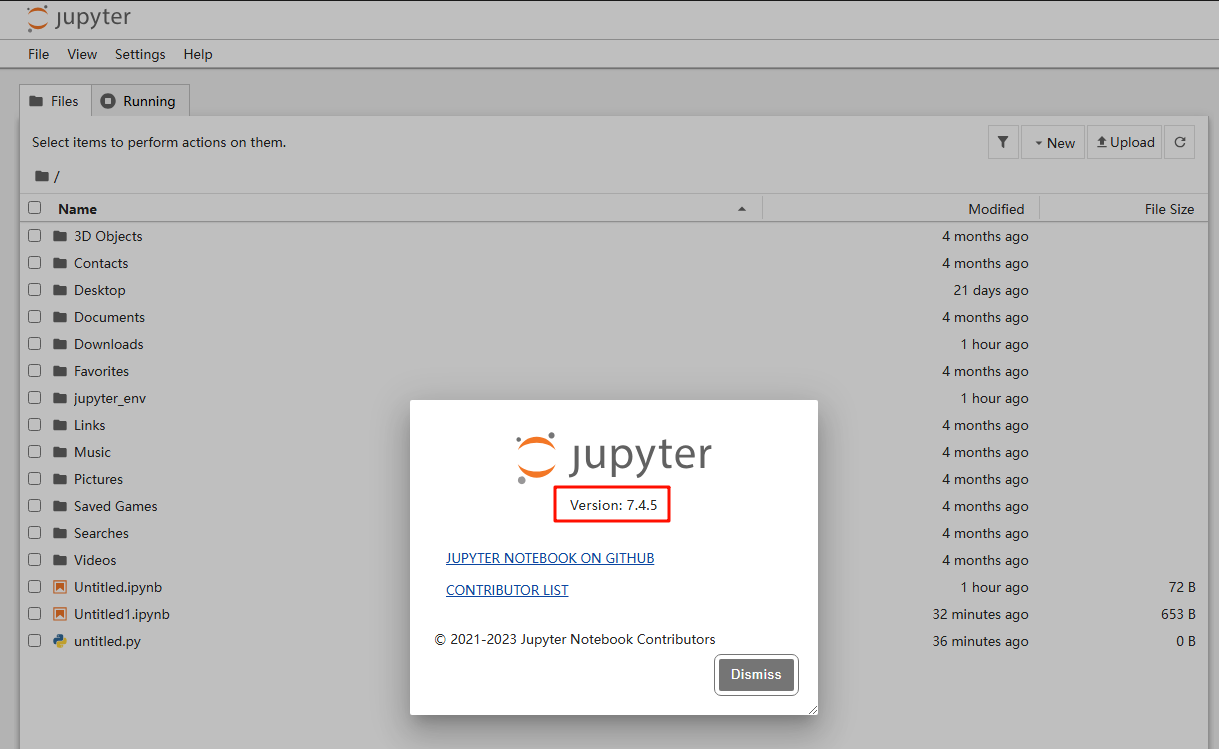 jupyter
File View Settings Help
Files Running
Select items to perform actions on them.
New Upload
/
Name Modified File Size
3D Objects 4 months ago
Contacts 4 months ago
Desktop 21 days ago
Documents 4 months ago
Downloads 1 hour ago
Favorites 4 months ago
jupyter_env 1 hour ago
Links 4 months ago
Music 4 months ago
Pictures 4 months ago
Saved Games 4 months ago
Searches 4 months ago
Videos 4 months ago
Untitled.ipynb 1 hour ago 72 B
Untitled1.ipynb 32 minutes ago 653 B
untitled.py 36 minutes ago 0 B
jupyter
Version: 7.4.5
JUPYTER NOTEBOOK ON GITHUB
CONTRIBUTOR LIST
© 2021-2023 Jupyter Notebook Contributors
Dismiss